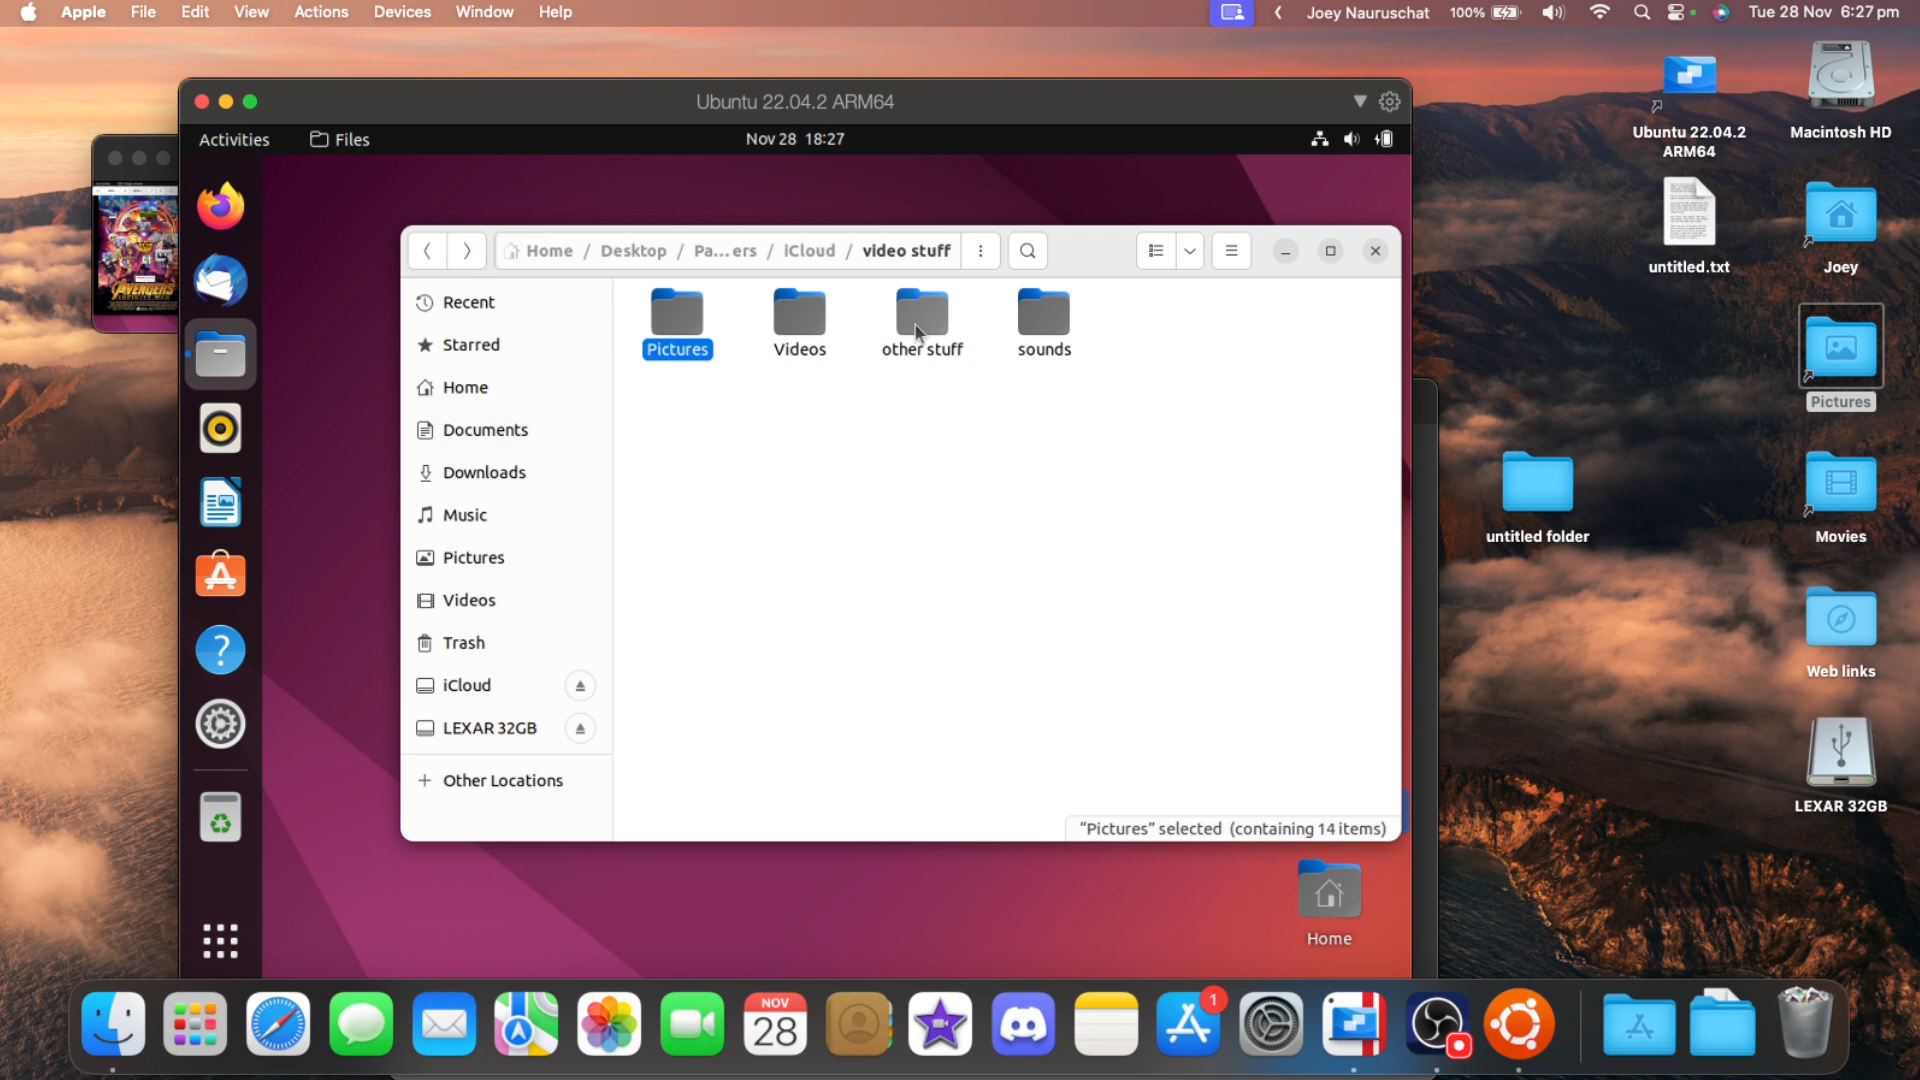 Apple File Edit View Actions Devices Window Help
Joey Nauruschat 100% Tue 28 Nov 6:27 pm
Ubuntu 22.04.2 ARM64
Activities Files Nov 28 18:27
Home / Desktop / Pa...ers / iCloud / video stuff
Recent
Starred
Home
Documents
Downloads
Music
Pictures
Videos
Trash
iCloud
LEXAR 32GB
+ Other Locations
Pictures Videos other stuff sounds
“Pictures” selected (containing 14 items)
Home
AVENGERS
Ubuntu 22.04.2
ARM64
Macintosh HD
untitled.txt
Joey
Pictures
untitled folder
Movies
Web links
LEXAR 32GB
NOV
28
1